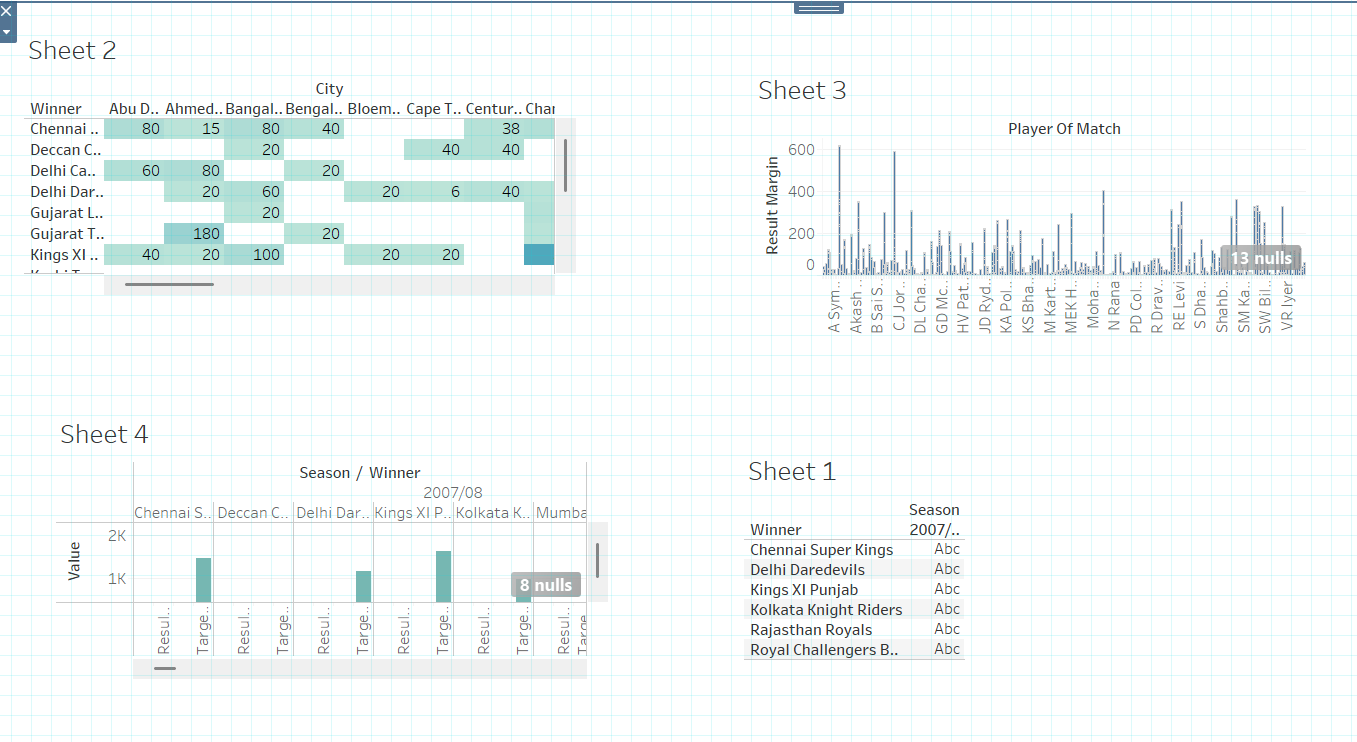 Sheet 2
City
Winner Abu D.. Ahmed.. Bangal.. Bengal.. Bloem.. Cape T.. Centur.. Char
Chennai .. 80 15 80 40 38
Deccan C.. 20 40 40
Delhi Ca.. 60 80 20
Delhi Dar.. 20 60 20 6 40
Gujarat L.. 20
Gujarat T.. 180 20
Kings XI .. 40 20 100 20 20
Sheet 3
Player Of Match
Result Margin
600
400
200
0
13 nulls
A Sym..
Akash ..
B Sai S..
CJ Jor..
DL Cha..
GD Mc..
HV Pat..
JD Ryd..
KA Pol..
KS Bha..
M Kart..
MEK H..
Moha..
N Rana
PD Col..
R Drav..
RE Levi
S Dha..
Shahb..
SM Ka..
SW Bil..
VR Iyer
Sheet 4
Season / Winner
2007/08
Chennai S.. Deccan C.. Delhi Dar.. Kings XI P.. Kolkata K.. Mumba
Value
2K
1K
8 nulls
Resul..
Targe..
Resul..
Targe..
Resul..
Targe..
Resul..
Targe..
Resul..
Targe..
Resul..
Targe..
Sheet 1
Season
Winner 2007/..
Chennai Super Kings Abc
Delhi Daredevils Abc
Kings XI Punjab Abc
Kolkata Knight Riders Abc
Rajasthan Royals Abc
Royal Challengers B.. Abc